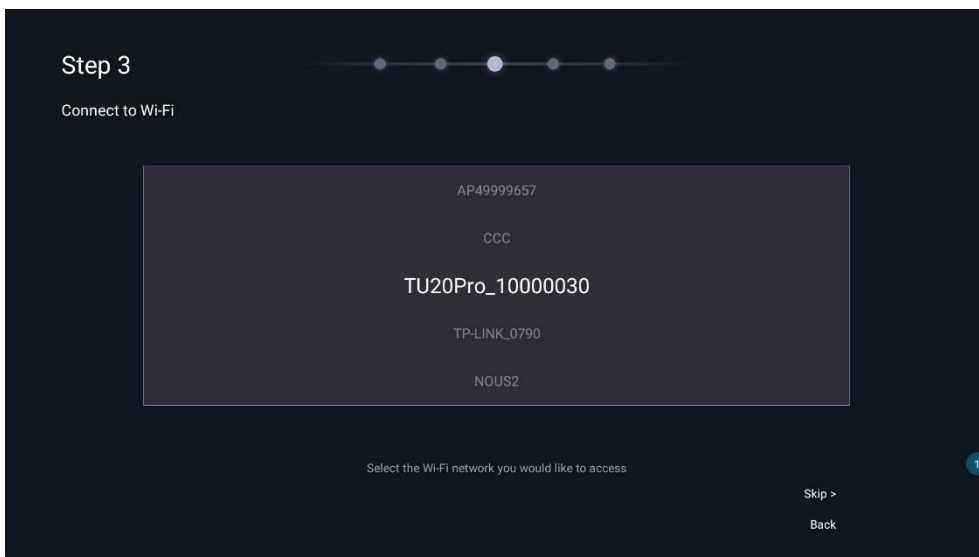 Step 3
Connect to Wi-Fi
AP49999657
CCC
TU20Pro_10000030
TP-LINK_0790
NOUS2
Select the Wi-Fi network you would like to access
1
Skip >
Back